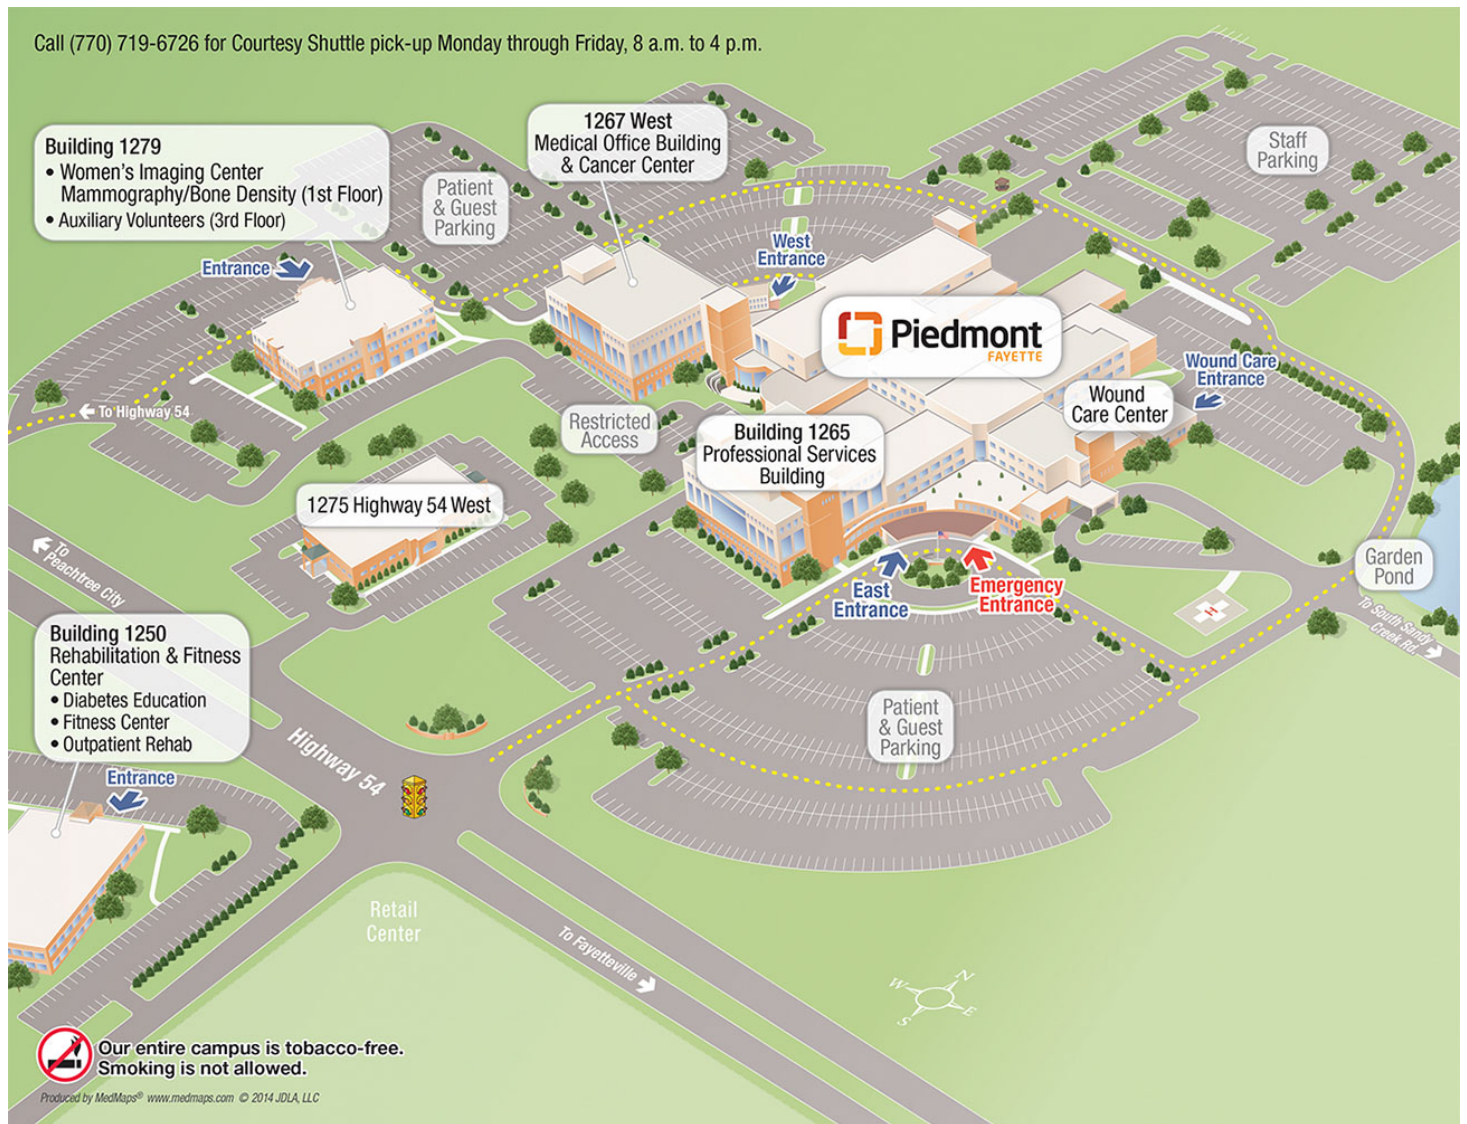 Call (770) 719-6726 for Courtesy Shuttle pick-up Monday through Friday, 8 a.m. to 4 p.m.
Building 1279
• Women's Imaging Center
Mammography/Bone Density (1st Floor)
• Auxiliary Volunteers (3rd Floor)
1267 West
Medical Office Building
& Cancer Center
Staff
Parking
Patient
& Guest
Parking
Entrance
West
Entrance
Piedmont
FAYETTE
Wound Care
Entrance
Wound
Care Center
To Highway 54
Restricted
Access
Building 1265
Professional Services
Building
1275 Highway 54 West
To
Peachtree City
Garden
Pond
East
Entrance
Emergency
Entrance
H
To South Sandy
Creek Rd.
Building 1250
Rehabilitation & Fitness
Center
• Diabetes Education
• Fitness Center
• Outpatient Rehab
Entrance
Highway 54
Patient
& Guest
Parking
Retail
Center
To Fayetteville
N
W
E
S
Our entire campus is tobacco-free.
Smoking is not allowed.
Produced by MedMaps® www.medmaps.com © 2014 JDLA, LLC